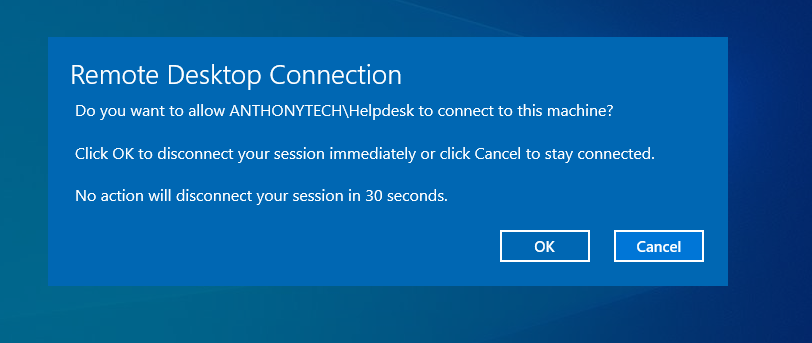 Remote Desktop Connection
Do you want to allow ANTHONYTECH\Helpdesk to connect to this machine?
Click OK to disconnect your session immediately or click Cancel to stay connected.
No action will disconnect your session in 30 seconds.
OK
Cancel